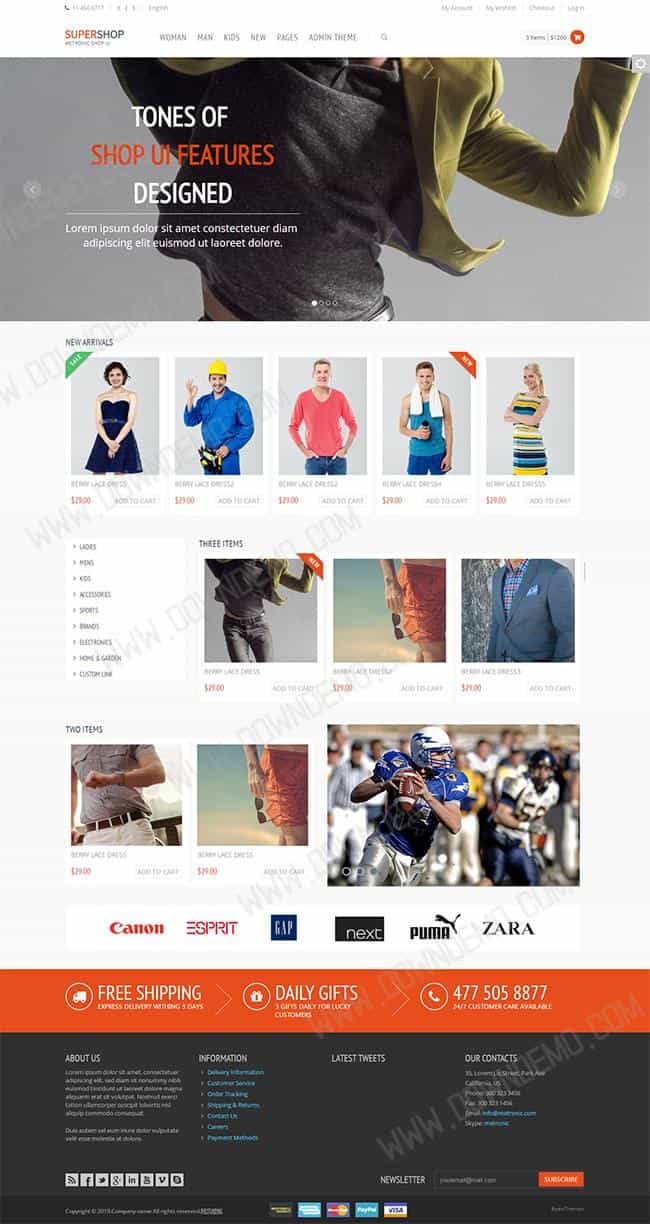 +1 456 6717
English
My Account
My Wishlist
Checkout
Log In
SUPERSHOP
METRONIC SHOP UI
WOMAN
MAN
KIDS
NEW
PAGES
ADMIN THEME
3 items
$1260
TONES OF
SHOP UI FEATURES
DESIGNED
Lorem ipsum dolor sit amet constectetuer diam
adipiscing elit euismod ut laoreet dolore.
NEW ARRIVALS
SALE
NEW
BERRY LACE DRESS
BERRY LACE DRESS2
BERRY LACE DRESS2
BERRY LACE DRESS4
BERRY LACE DRESS5
$29.00
ADD TO CART
$29.00
ADD TO CART
$29.00
ADD TO CART
$29.00
ADD TO CART
$29.00
ADD TO CART
LADIES
MENS
KIDS
ACCESSORIES
SPORTS
BRANDS
ELECTRONICS
HOME & GARDEN
CUSTOM LINK
THREE ITEMS
NEW
BERRY LACE DRESS
BERRY LACE DRESS2
BERRY LACE DRESS3
$29.00
ADD TO CART
$29.00
ADD TO CART
$29.00
ADD TO CART
TWO ITEMS
BERRY LACE DRESS
BERRY LACE DRESS
$29.00
ADD TO CART
$29.00
ADD TO CART
Canon
ESPRIT
GAP
next
PUMA
ZARA
FREE SHIPPING
EXPRESS DELIVERY WITHING 3 DAYS
DAILY GIFTS
3 GIFTS DAILY FOR LUCKY
CUSTOMERS
477 505 8877
24/7 CUSTOMER CARE AVAILABLE
ABOUT US
Lorem ipsum dolor sit amet, consectetuer
adipiscing elit, sed diam sit nonummy nibh
euismod tincidunt ut laoreet dolore magna
aliquarm erat sit volutpat. Nostrud exerci
tation ullamcorper suscipit lobortis nisl
aliquip commodo consequat.
Duis autem vel eum iriure dolor vulputate
velit esse molestie at dolore.
INFORMATION
Delivery Information
Customer Service
Order Tracking
Shipping & Returns
Contact Us
Careers
Payment Methods
LATEST TWEETS
OUR CONTACTS
35, Lorem Lis Street, Park Ave
California, US
Phone: 300 323 3456
Fax: 300 323 1456
Email: info@metronic.com
Skype: metronic
NEWSLETTER
youremail@mail.com
SUBSCRIBE
Copyright © 2019.Company name All rights reserved.
PayPal
VISA
WWW.DOWNDEMO.COM
WWW.DOWNDEMO.COM
WWW.DOWNDEMO.COM
WWW.DOWNDEMO.COM